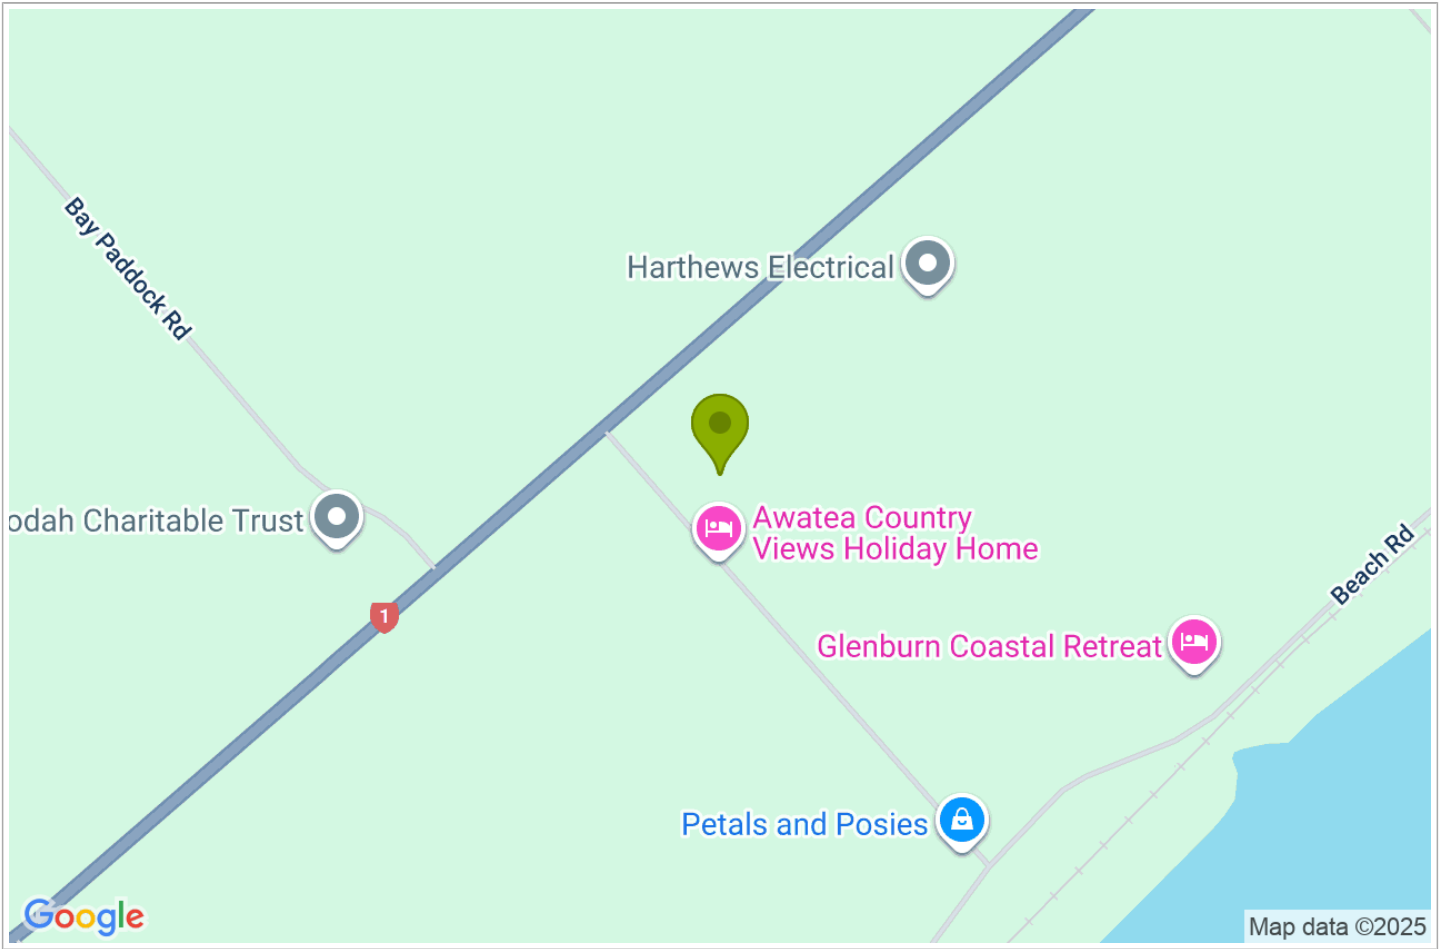 Bay Paddock Rd
Harthews Electrical
odah Charitable Trust
Awatea Country
Views Holiday Home
1
Beach Rd
Glenburn Coastal Retreat
Petals and Posies
Google
Map data ©2025